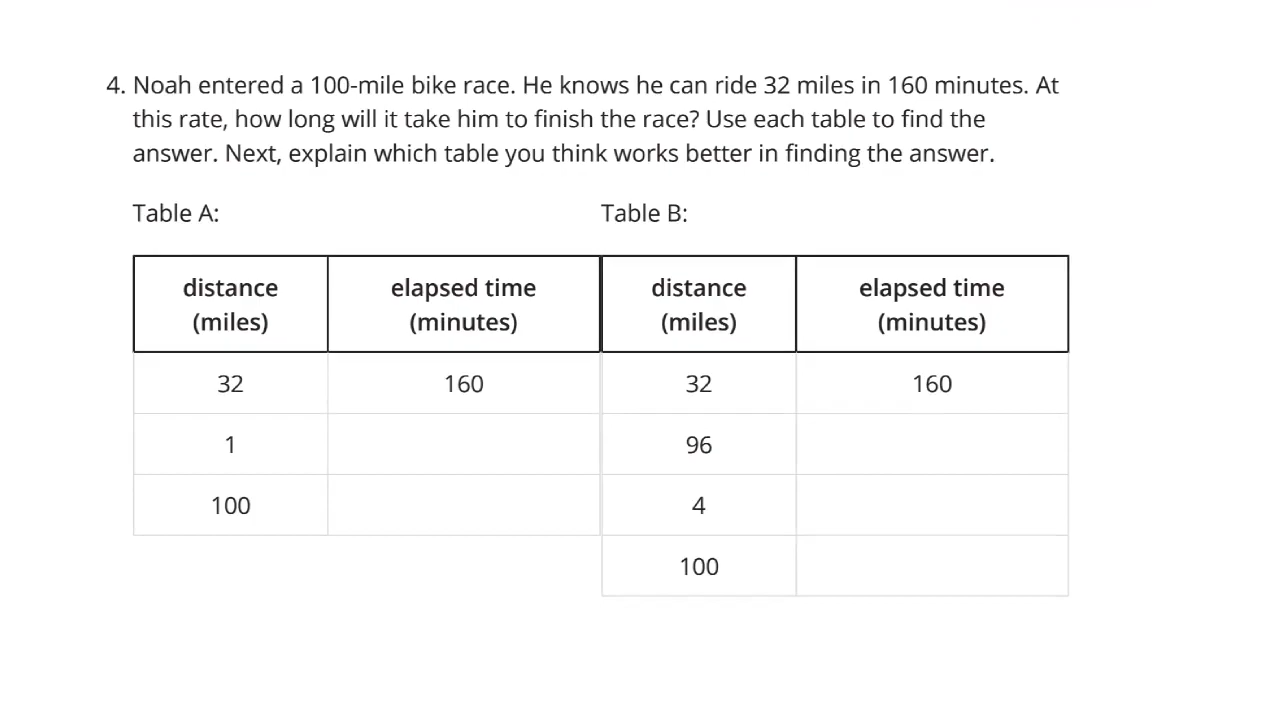 4. Noah entered a 100-mile bike race. He knows he can ride 32 miles in 160 minutes. At
this rate, how long will it take him to finish the race? Use each table to find the
answer. Next, explain which table you think works better in finding the answer.
Table A:
distance (miles) elapsed time (minutes)
32 160
1
100
Table B:
distance (miles) elapsed time (minutes)
32 160
96
4
100